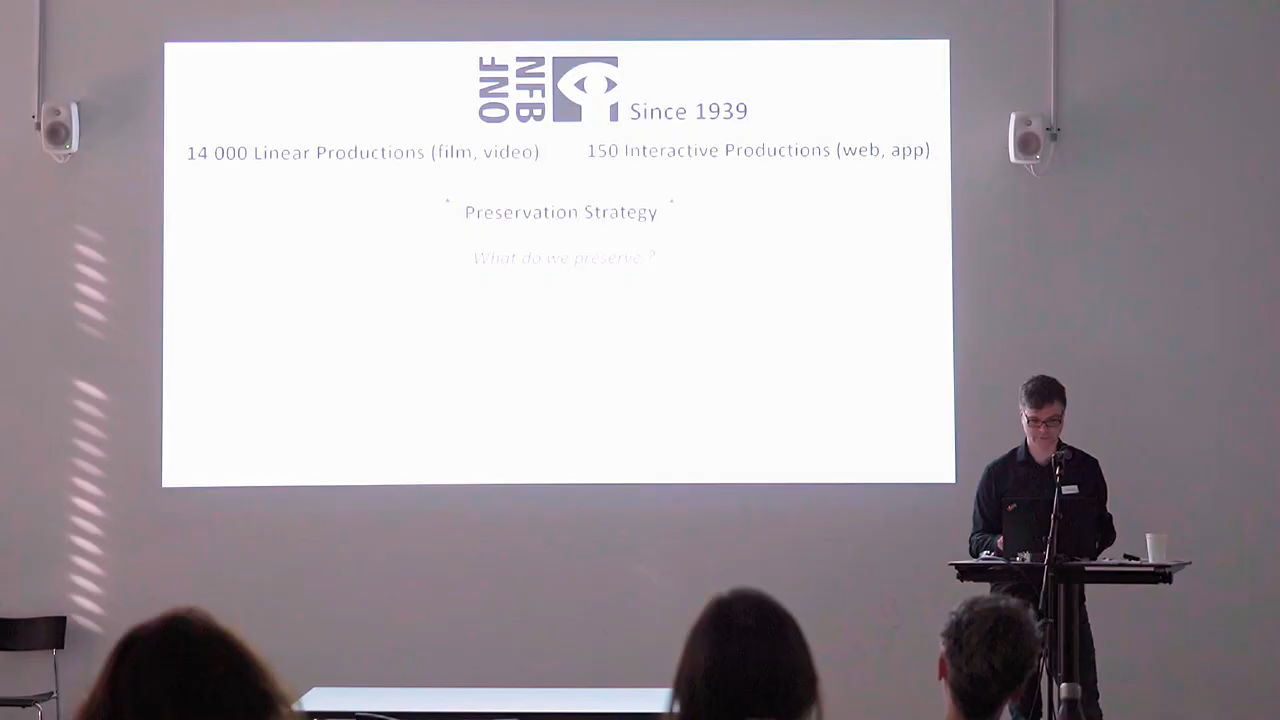 ONF
NFB
Since 1939
14 000 Linear Productions (film, video)
150 Interactive Productions (web, app)
Preservation Strategy
What do we preserve ?